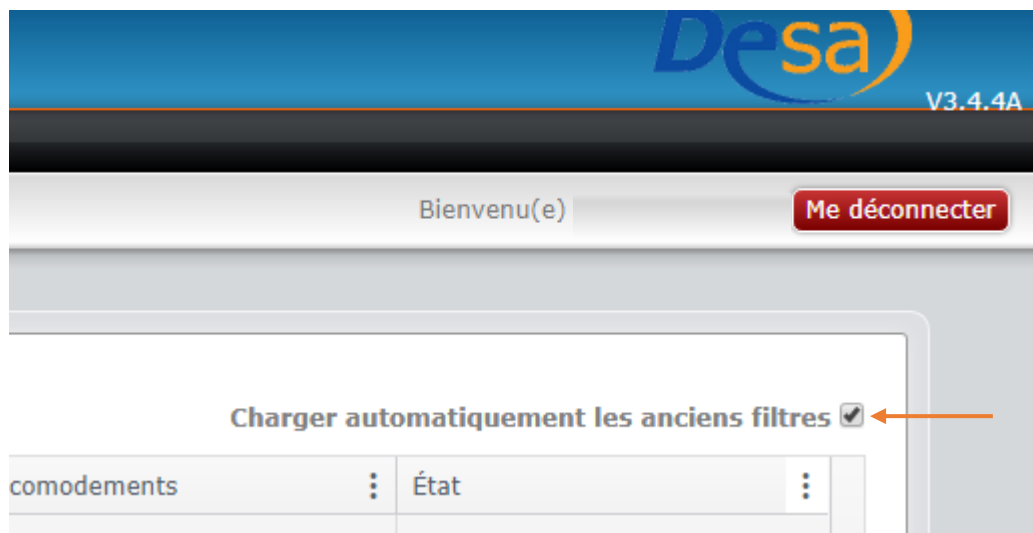 Desa
V3.4.4A
Bienvenu(e)
Me déconnecter
Charger automatiquement les anciens filtres
comodements
État